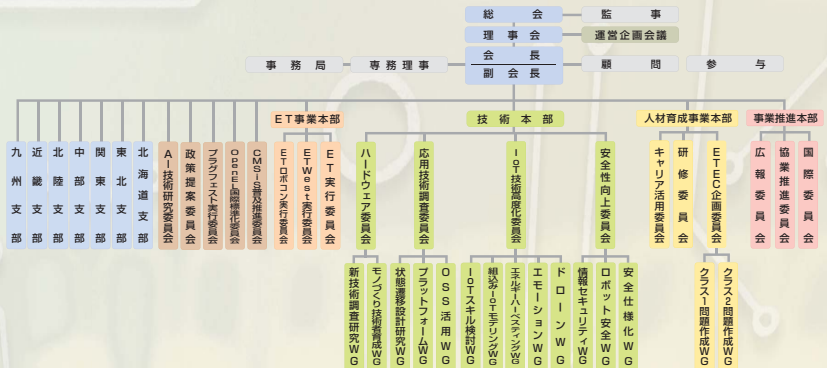 総会
監事
理事会
運営企画会議
会長
副会長
事務局
専務理事
顧問
参与
ET事業本部
技術本部
人材育成事業本部
事業推進本部
九州支部
近畿支部
北陸支部
中部支部
関東支部
東北支部
北海道支部
AI技術研究委員会
政策提案委員会
プラグフェスト実行委員会
OpenEL国際標準化委員会
CMSIS普及推進委員会
ETロボコン実行委員会
ETWest実行委員会
ET実行委員会
ハードウェア委員会
応用技術調査委員会
IoT技術高度化委員会
安全性向上委員会
キャリア活用委員会
研修委員会
ETEC企画委員会
広報委員会
協業推進委員会
国際委員会
新技術調査研究WG
モノづくり技術者育成WG
状態遷移設計研究WG
プラットフォームWG
OSS活用WG
IoTスキル検討WG
組込みIoTモデリングWG
エネルギーハーベスティングWG
エモーションWG
ドローンWG
情報セキュリティWG
ロボット安全WG
安全仕様化WG
クラス1問題作成WG
クラス2問題作成WG